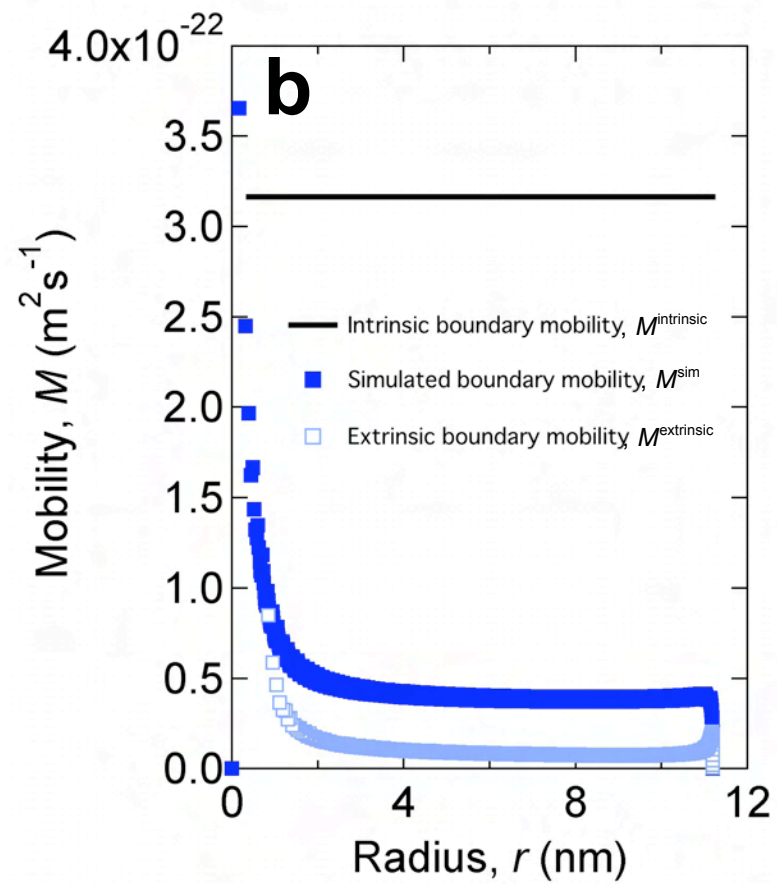 4.0x10-22
b
3.5
3.0
2.5
2.0
1.5
1.0
0.5
0.0
Mobility, M (m2s-1)
Intrinsic boundary mobility, Mintrinsic
Simulated boundary mobility, Msim
Extrinsic boundary mobility, Mextrinsic
0 4 8 12
Radius, r (nm)